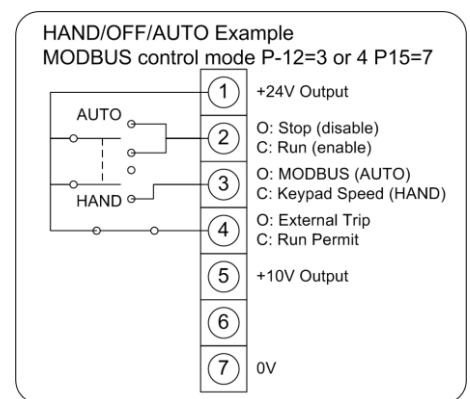 HAND/OFF/AUTO Example
MODBUS control mode P-12=3 or 4 P15=7
1 +24V Output
AUTO
2 O: Stop (disable)
C: Run (enable)
3 O: MODBUS (AUTO)
C: Keypad Speed (HAND)
HAND
4 O: External Trip
C: Run Permit
5 +10V Output
6
7 0V